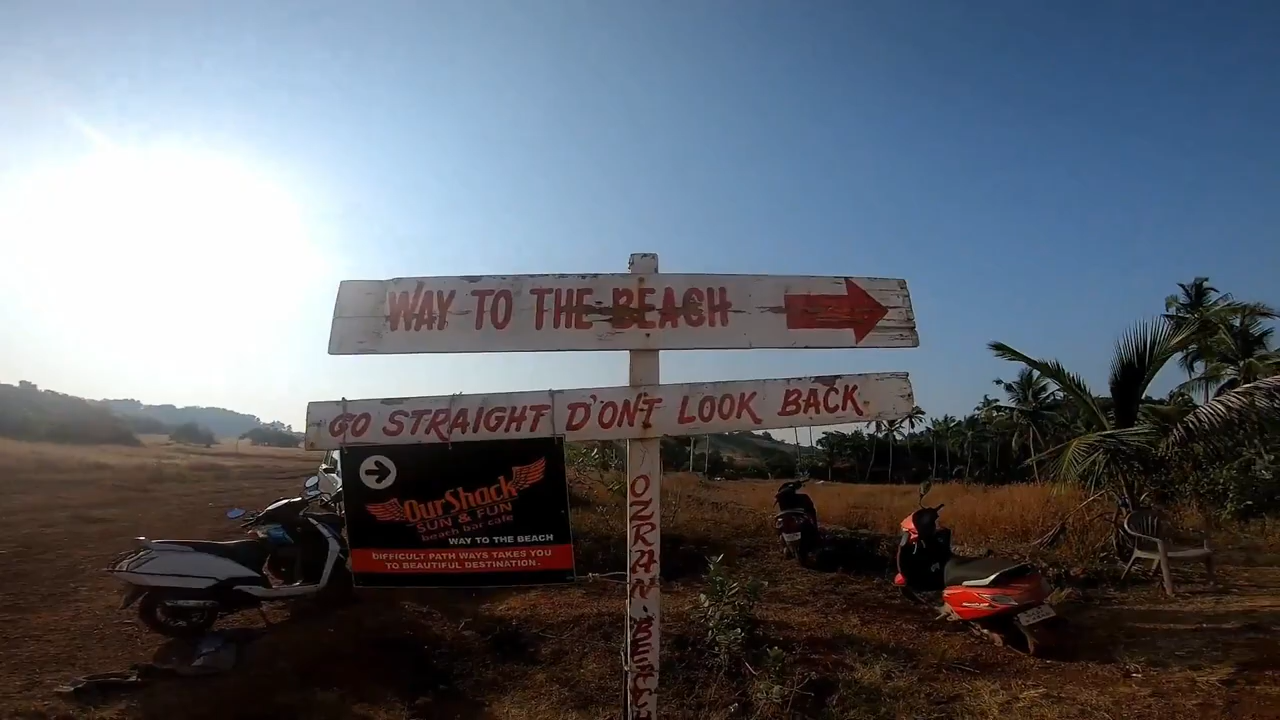 WAY TO THE BEACH
GO STRAIGHT D'ONT LOOK BACK
OurShack
SUN & FUN
beach bar cafe
WAY TO THE BEACH
DIFFICULT PATH WAYS TAKES YOU
TO BEAUTIFUL DESTINATION.
OZRAN.BEACH